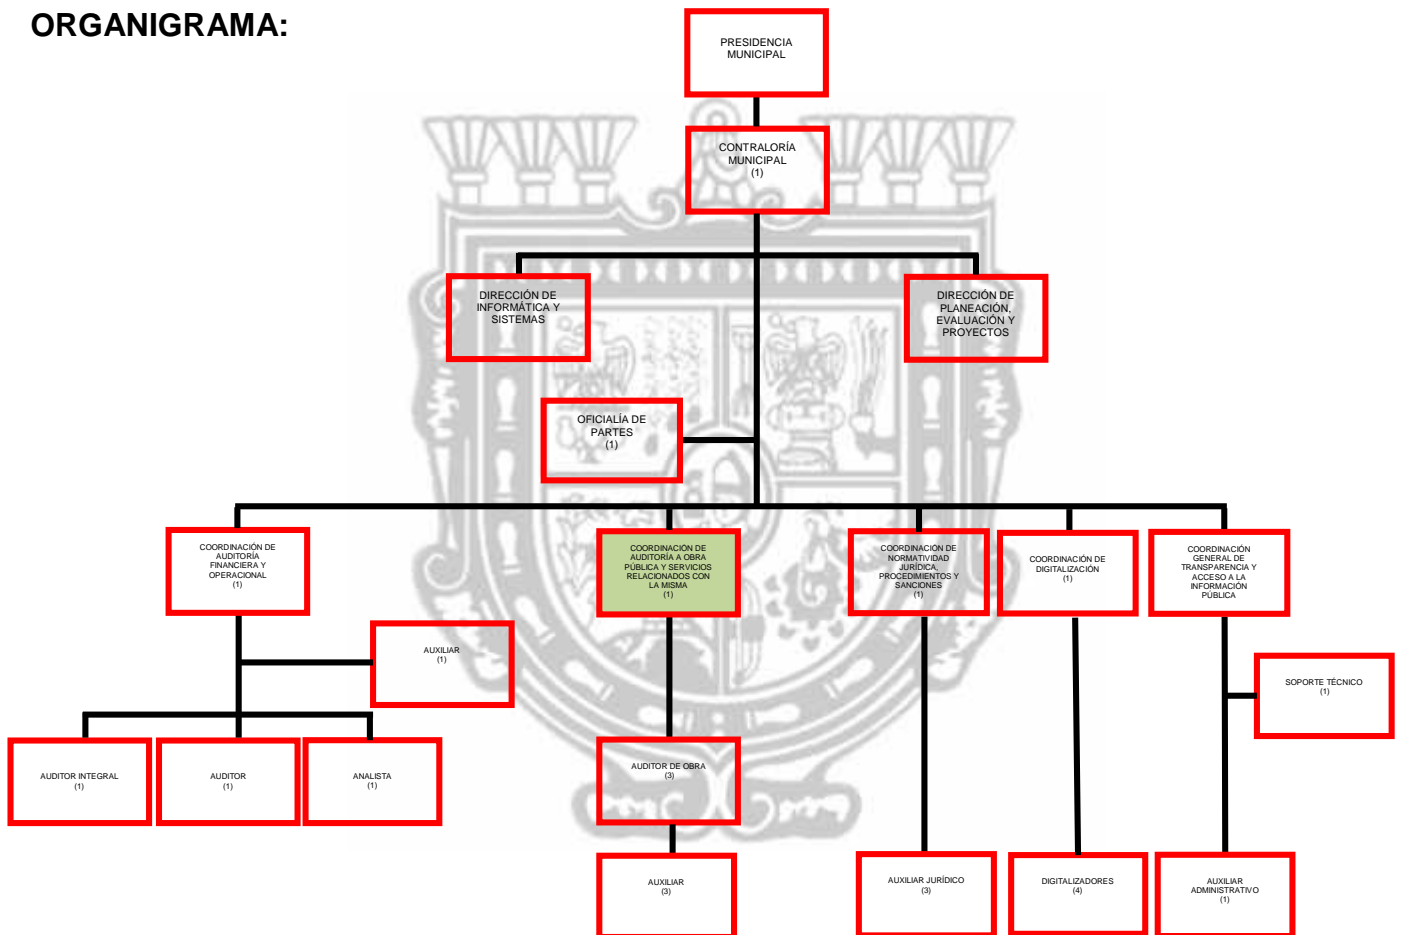 ORGANIGRAMA:
PRESIDENCIA
MUNICIPAL
CONTRALORÍA
MUNICIPAL
(1)
DIRECCIÓN DE
INFORMÁTICA Y
SISTEMAS
DIRECCIÓN DE
PLANEACIÓN,
EVALUACIÓN Y
PROYECTOS
OFICIALÍA DE
PARTES
(1)
COORDINACIÓN DE
AUDITORÍA
FINANCIERA Y
OPERACIONAL
(1)
COORDINACIÓN DE
AUDITORÍA A OBRA
PÚBLICA Y SERVICIOS
RELACIONADOS CON
LA MISMA
(1)
COORDINACIÓN DE
NORMATIVIDAD
JURÍDICA,
PROCEDIMIENTOS Y
SANCIONES
(1)
COORDINACIÓN DE
DIGITALIZACIÓN
(1)
COORDINACIÓN
GENERAL DE
TRANSPARENCIA Y
ACCESO A LA
INFORMACIÓN
PÚBLICA
AUXILIAR
(1)
SOPORTE TÉCNICO
(1)
AUDITOR INTEGRAL
(1)
AUDITOR
(1)
ANALISTA
(1)
AUDITOR DE OBRA
(3)
AUXILIAR
(3)
AUXILIAR JURÍDICO
(3)
DIGITALIZADORES
(4)
AUXILIAR
ADMINISTRATIVO
(1)